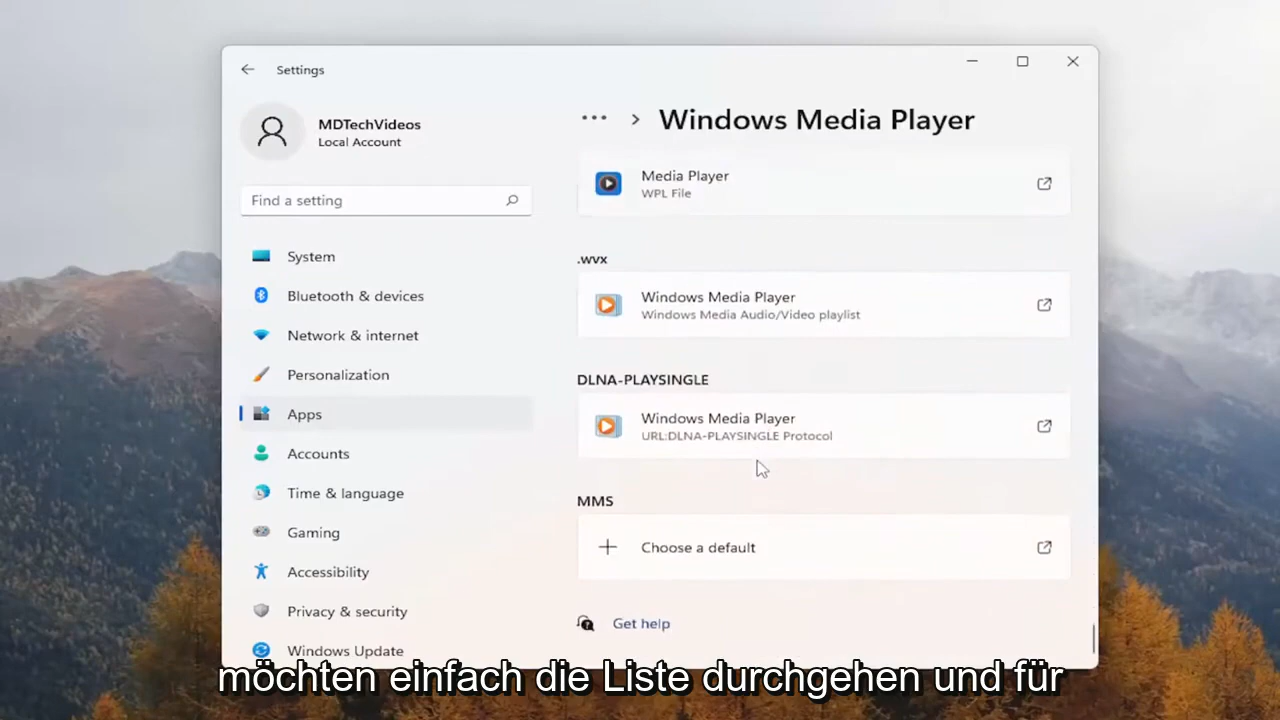 Settings
MDTechVideos
Local Account
Find a setting
System
Bluetooth & devices
Network & internet
Personalization
Apps
Accounts
Time & language
Gaming
Accessibility
Privacy & security
Windows Update
Windows Media Player
Media Player
WPL File
.wvx
Windows Media Player
Windows Media Audio/Video playlist
DLNA-PLAYSINGLE
Windows Media Player
URL:DLNA-PLAYSINGLE Protocol
MMS
Choose a default
Get help
möchten einfach die Liste durchgehen und für